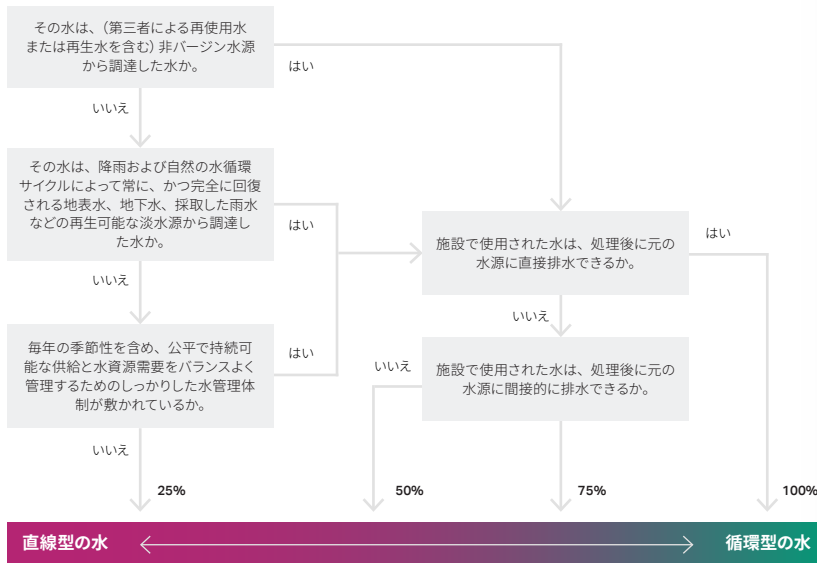 その水は、（第三者による再使用水
または再生水を含む）非バージン水源
から調達した水か。
はい
いいえ
その水は、降雨および自然の水循環
サイクルによって常に、かつ完全に回復
される地表水、地下水、採取した雨水
などの再生可能な淡水源から調達し
た水か。
はい
いいえ
毎年の季節性を含め、公平で持続可
能な供給と水資源需要をバランスよく
管理するためのしっかりした水管理体
制が敷かれているか。
はい
いいえ
施設で使用された水は、処理後に元の
水源に直接排水できるか。
はい
いいえ
施設で使用された水は、処理後に元の
水源に間接的に排水できるか。
いいえ
25%
50%
75%
100%
直線型の水
循環型の水